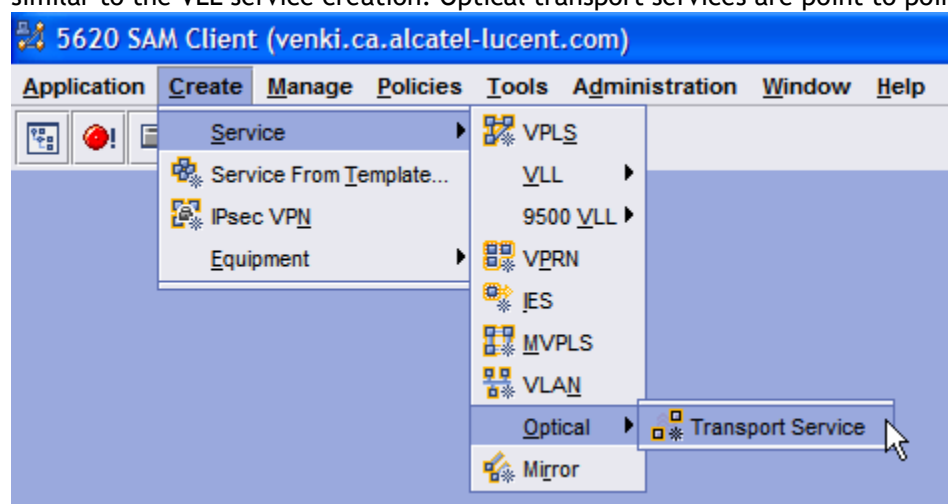 similar to the VLL service creation. Optical transport services are point to poi
5620 SAM Client (venki.ca.alcatel-lucent.com)
Application Create Manage Policies Tools Administration Window Help
Service
Service From Template...
IPsec VPN
Equipment
VPLS
VLL
9500 VLL
VPRN
IES
MVPLS
VLAN
Optical
Transport Service
Mirror